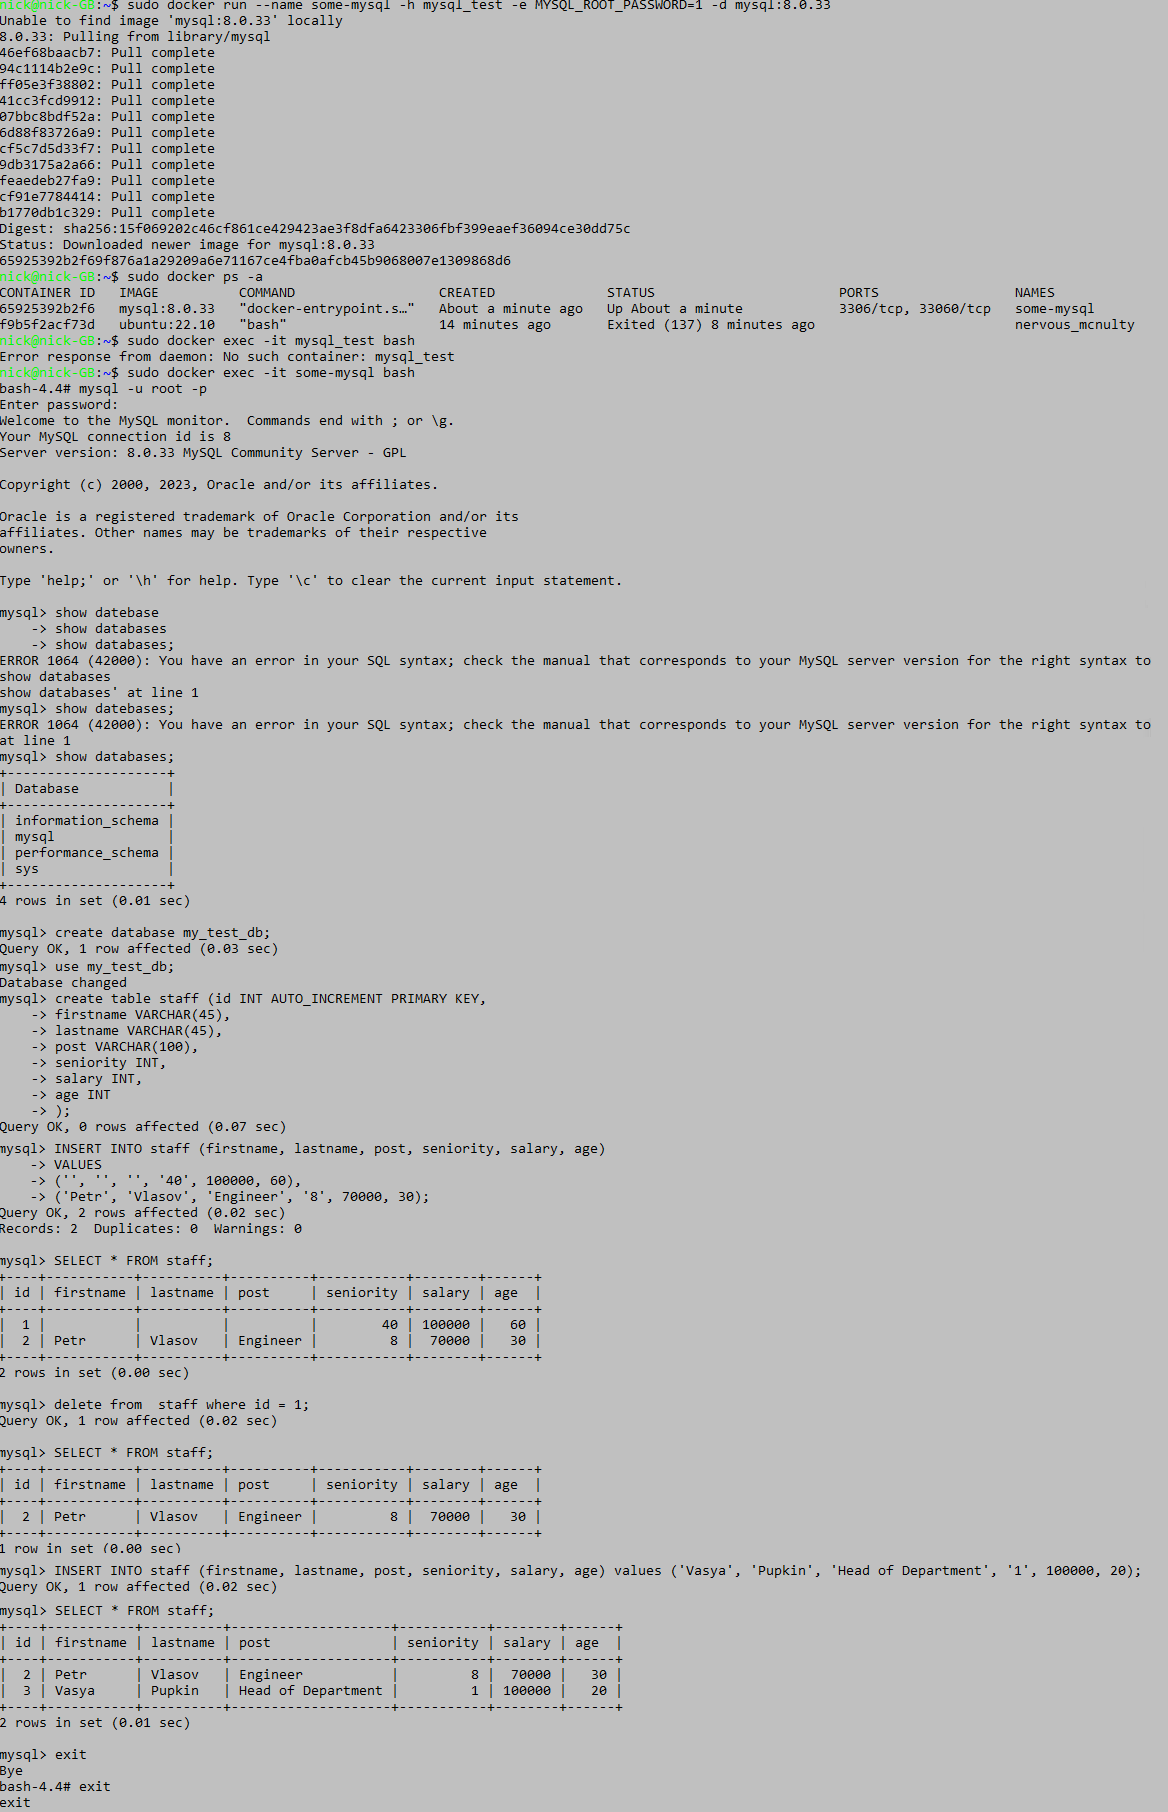 nick@nick-GB:~$ sudo docker run --name some-mysql -h mysql_test -e MYSQL_ROOT_PASSWORD=1 -d mysql:8.0.33
Unable to find image 'mysql:8.0.33' locally
8.0.33: Pulling from library/mysql
46ef68baacb7: Pull complete
94c1114b2e9c: Pull complete
ff05e3f38802: Pull complete
41cc3fcd9912: Pull complete
07bbc8bdf52a: Pull complete
6d88f83726a9: Pull complete
cf5c7d5d33f7: Pull complete
9db3175a2a66: Pull complete
feaedeb27fa9: Pull complete
cf91e7784414: Pull complete
b1770db1c329: Pull complete
Digest: sha256:15f069202c46cf861ce429423ae3f8dfa6423306fbf399eaef36094ce30dd75c
Status: Downloaded newer image for mysql:8.0.33
65925392b2f69f876a1a29209a6e71167ce4fba0afcb45b9068007e1309868d6
nick@nick-GB:~$ sudo docker ps -a
CONTAINER ID   IMAGE          COMMAND                  CREATED              STATUS                       PORTS                 NAMES
65925392b2f6   mysql:8.0.33   "docker-entrypoint.s…"   About a minute ago   Up About a minute            3306/tcp, 33060/tcp   some-mysql
f9b5f2acf73d   ubuntu:22.10   "bash"                   14 minutes ago       Exited (137) 8 minutes ago                         nervous_mcnulty
nick@nick-GB:~$ sudo docker exec -it mysql_test bash
Error response from daemon: No such container: mysql_test
nick@nick-GB:~$ sudo docker exec -it some-mysql bash
bash-4.4# mysql -u root -p
Enter password:
Welcome to the MySQL monitor.  Commands end with ; or \g.
Your MySQL connection id is 8
Server version: 8.0.33 MySQL Community Server - GPL
Copyright (c) 2000, 2023, Oracle and/or its affiliates.
Oracle is a registered trademark of Oracle Corporation and/or its
affiliates. Other names may be trademarks of their respective
owners.
Type 'help;' or '\h' for help. Type '\c' to clear the current input statement.
mysql> show datebase
    -> show databases
    -> show databases;
ERROR 1064 (42000): You have an error in your SQL syntax; check the manual that corresponds to your MySQL server version for the right syntax to
show databases
show databases' at line 1
mysql> show datebases;
ERROR 1064 (42000): You have an error in your SQL syntax; check the manual that corresponds to your MySQL server version for the right syntax to
at line 1
mysql> show databases;
+--------------------+
| Database           |
+--------------------+
| information_schema |
| mysql              |
| performance_schema |
| sys                |
+--------------------+
4 rows in set (0.01 sec)
mysql> create database my_test_db;
Query OK, 1 row affected (0.03 sec)
mysql> use my_test_db;
Database changed
mysql> create table staff (id INT AUTO_INCREMENT PRIMARY KEY,
    -> firstname VARCHAR(45),
    -> lastname VARCHAR(45),
    -> post VARCHAR(100),
    -> seniority INT,
    -> salary INT,
    -> age INT
    -> );
Query OK, 0 rows affected (0.07 sec)
mysql> INSERT INTO staff (firstname, lastname, post, seniority, salary, age)
    -> VALUES
    -> ('', '', '', '40', 100000, 60),
    -> ('Petr', 'Vlasov', 'Engineer', '8', 70000, 30);
Query OK, 2 rows affected (0.02 sec)
Records: 2  Duplicates: 0  Warnings: 0
mysql> SELECT * FROM staff;
+----+-----------+----------+----------+-----------+--------+------+
| id | firstname | lastname | post     | seniority | salary | age  |
+----+-----------+----------+----------+-----------+--------+------+
|  1 |           |          |          |        40 | 100000 |   60 |
|  2 | Petr      | Vlasov   | Engineer |         8 |  70000 |   30 |
+----+-----------+----------+----------+-----------+--------+------+
2 rows in set (0.00 sec)
mysql> delete from  staff where id = 1;
Query OK, 1 row affected (0.02 sec)
mysql> SELECT * FROM staff;
+----+-----------+----------+----------+-----------+--------+------+
| id | firstname | lastname | post     | seniority | salary | age  |
+----+-----------+----------+----------+-----------+--------+------+
|  2 | Petr      | Vlasov   | Engineer |         8 |  70000 |   30 |
+----+-----------+----------+----------+-----------+--------+------+
1 row in set (0.00 sec)
mysql> INSERT INTO staff (firstname, lastname, post, seniority, salary, age) values ('Vasya', 'Pupkin', 'Head of Department', '1', 100000, 20);
Query OK, 1 row affected (0.02 sec)
mysql> SELECT * FROM staff;
+----+-----------+----------+--------------------+-----------+--------+------+
| id | firstname | lastname | post               | seniority | salary | age  |
+----+-----------+----------+--------------------+-----------+--------+------+
|  2 | Petr      | Vlasov   | Engineer           |         8 |  70000 |   30 |
|  3 | Vasya     | Pupkin   | Head of Department |         1 | 100000 |   20 |
+----+-----------+----------+--------------------+-----------+--------+------+
2 rows in set (0.01 sec)
mysql> exit
Bye
bash-4.4# exit
exit